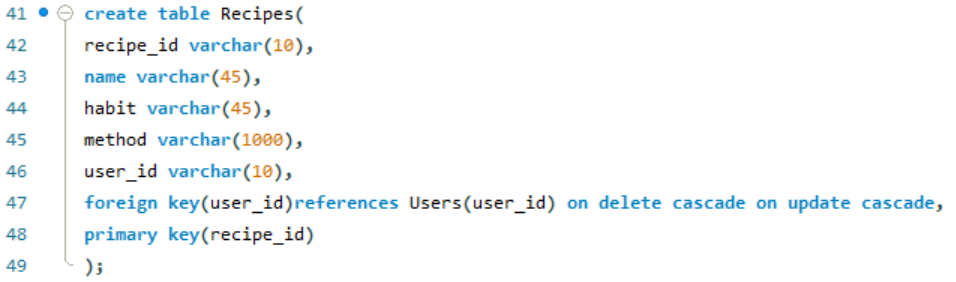 41 create table Recipes(
42 recipe_id varchar(10),
43 name varchar(45),
44 habit varchar(45),
45 method varchar(1000),
46 user_id varchar(10),
47 foreign key(user_id)references Users(user_id) on delete cascade on update cascade,
48 primary key(recipe_id)
49 );